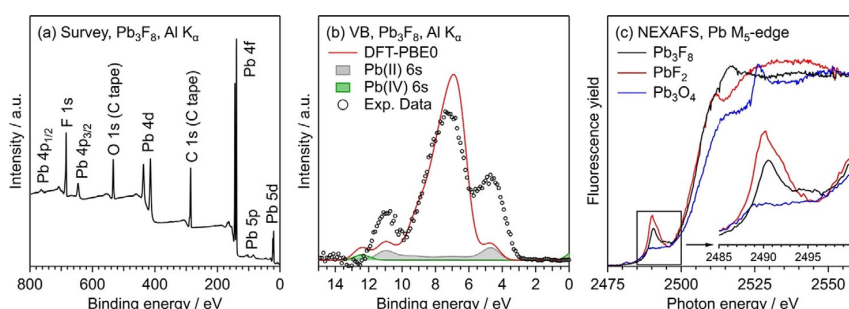 (a) Survey, Pb₃F₈, Al Kα
Intensity / a.u.
Pb 4p₁/₂
F 1s
Pb 4p₃/₂
O 1s (C tape)
Pb 4d
C 1s (C tape)
Pb 4f
Pb 5p
Pb 5d
800 600 400 200 0
Binding energy / eV
(b) VB, Pb₃F₈, Al Kα
DFT-PBE0
Pb(II) 6s
Pb(IV) 6s
Exp. Data
Intensity / a.u.
14 12 10 8 6 4 2 0
Binding energy / eV
(c) NEXAFS, Pb M₅-edge
Pb₃F₈
PbF₂
Pb₃O₄
Fluorescence yield
2485 2490 2495
2475 2500 2525 2550
Photon energy / eV